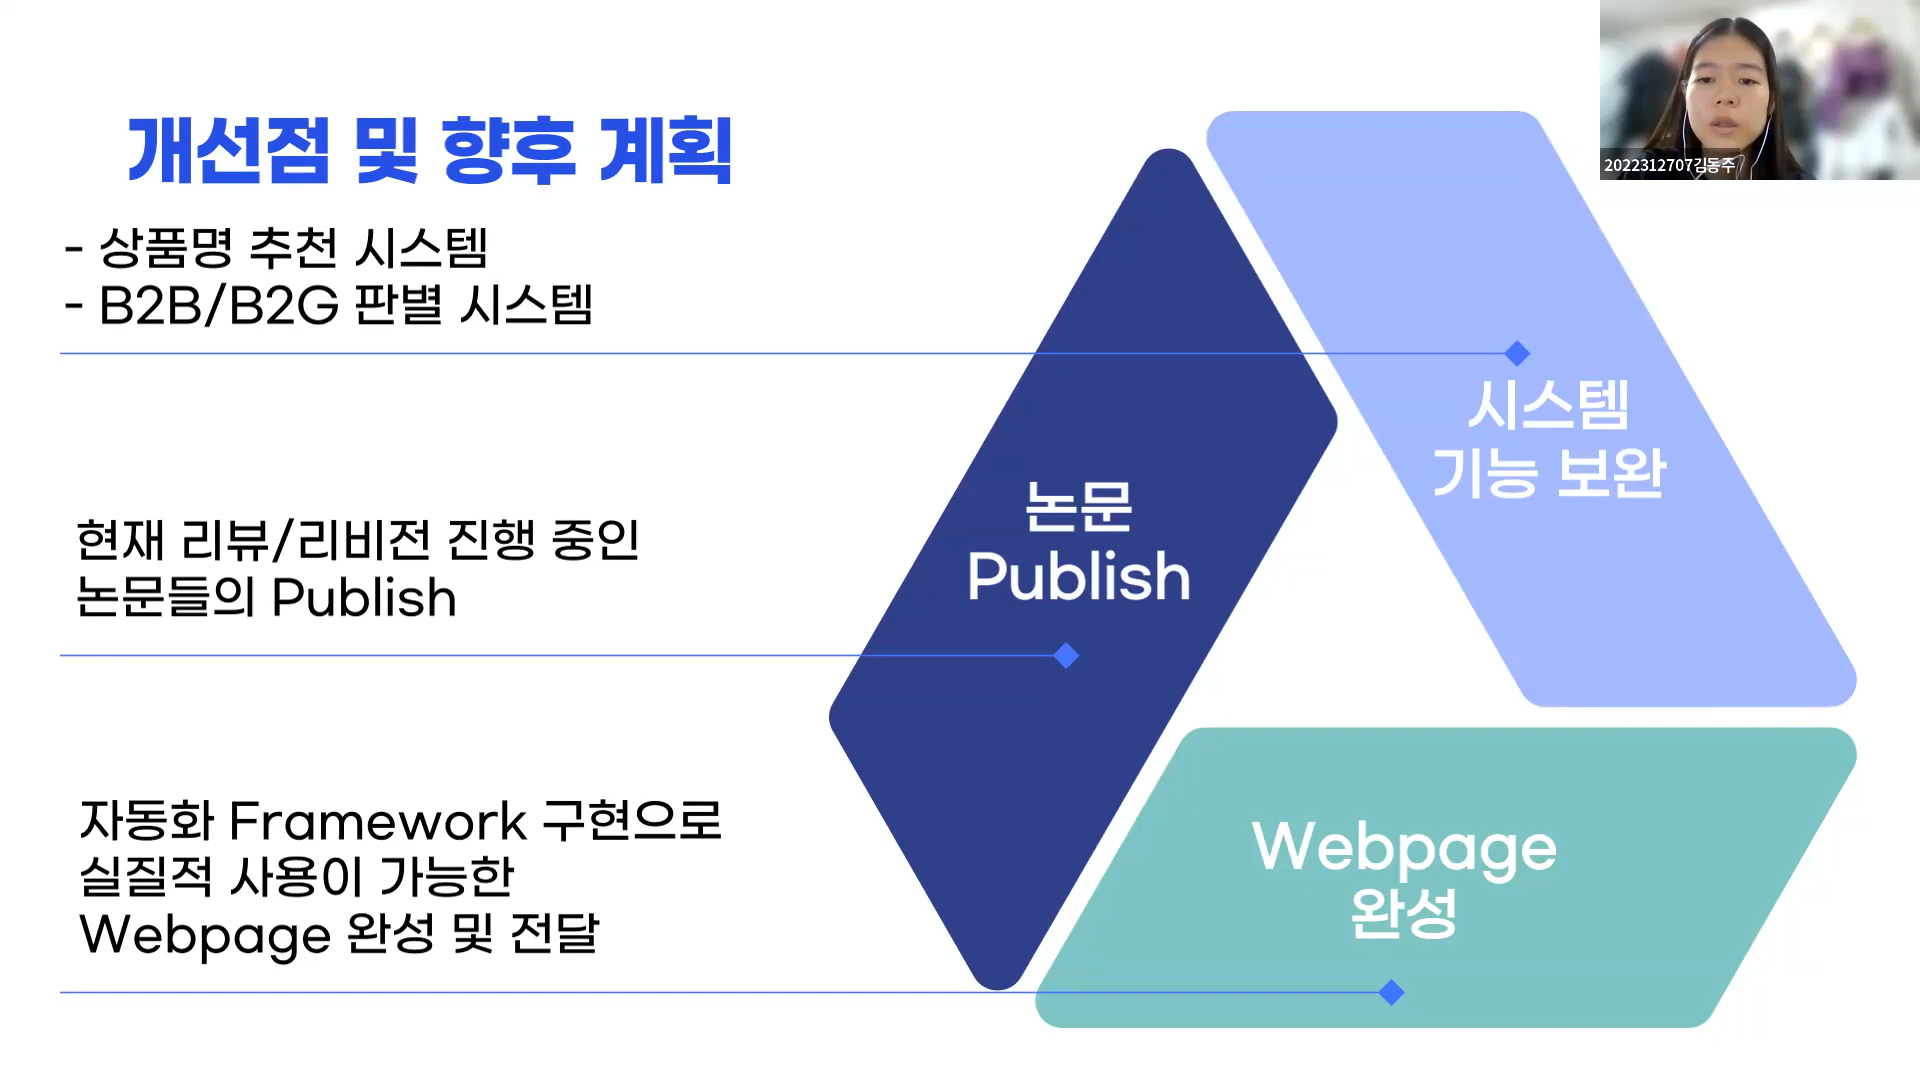 개선점 및 향후 계획
- 상품명 추천 시스템
- B2B/B2G 판별 시스템
시스템
기능 보완
현재 리뷰/리비전 진행 중인
논문들의 Publish
논문
Publish
자동화 Framework 구현으로
실질적 사용이 가능한
Webpage 완성 및 전달
Webpage
완성
2022312707김동주